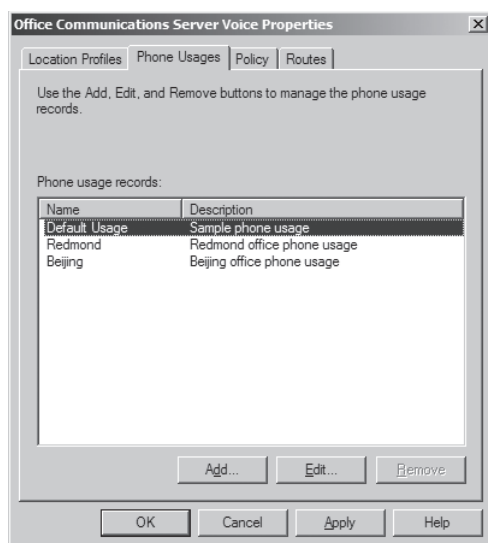 Office Communications Server Voice Properties
Location Profiles Phone Usages Policy Routes
Use the Add, Edit, and Remove buttons to manage the phone usage
records.
Phone usage records:
Name Description
Default Usage Sample phone usage
Redmond Redmond office phone usage
Beijing Beijing office phone usage
Add... Edit... Remove
OK Cancel Apply Help